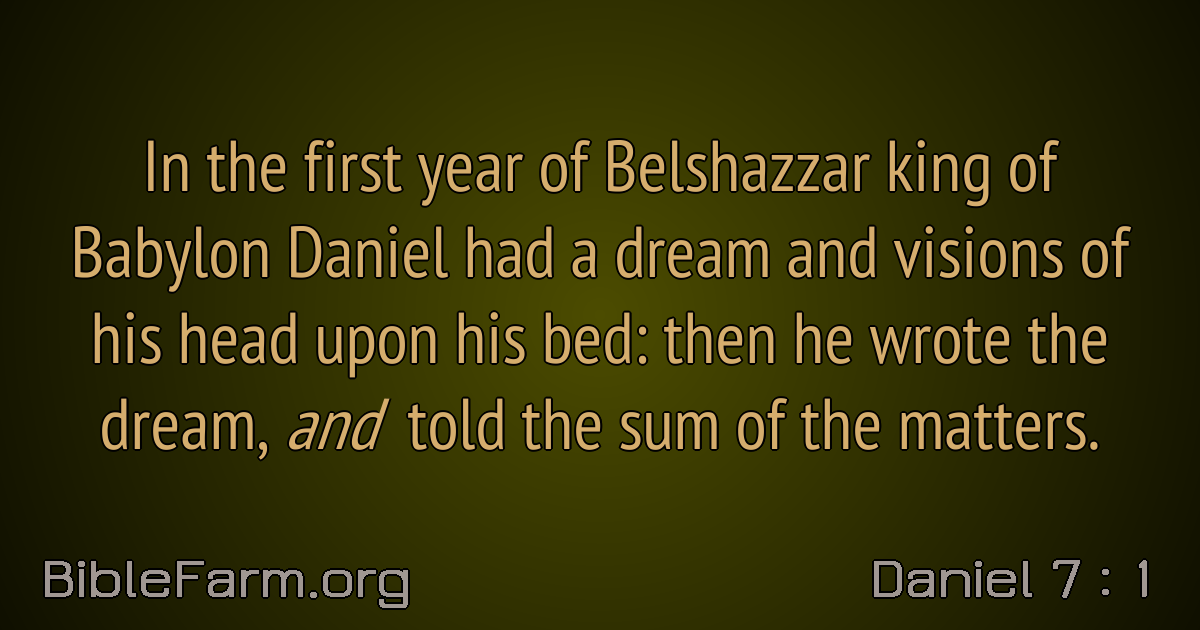 In the first year of Belshazzar king of
Babylon Daniel had a dream and visions of
his head upon his bed: then he wrote the
dream, and told the sum of the matters.
BibleFarm.org
Daniel 7 : 1